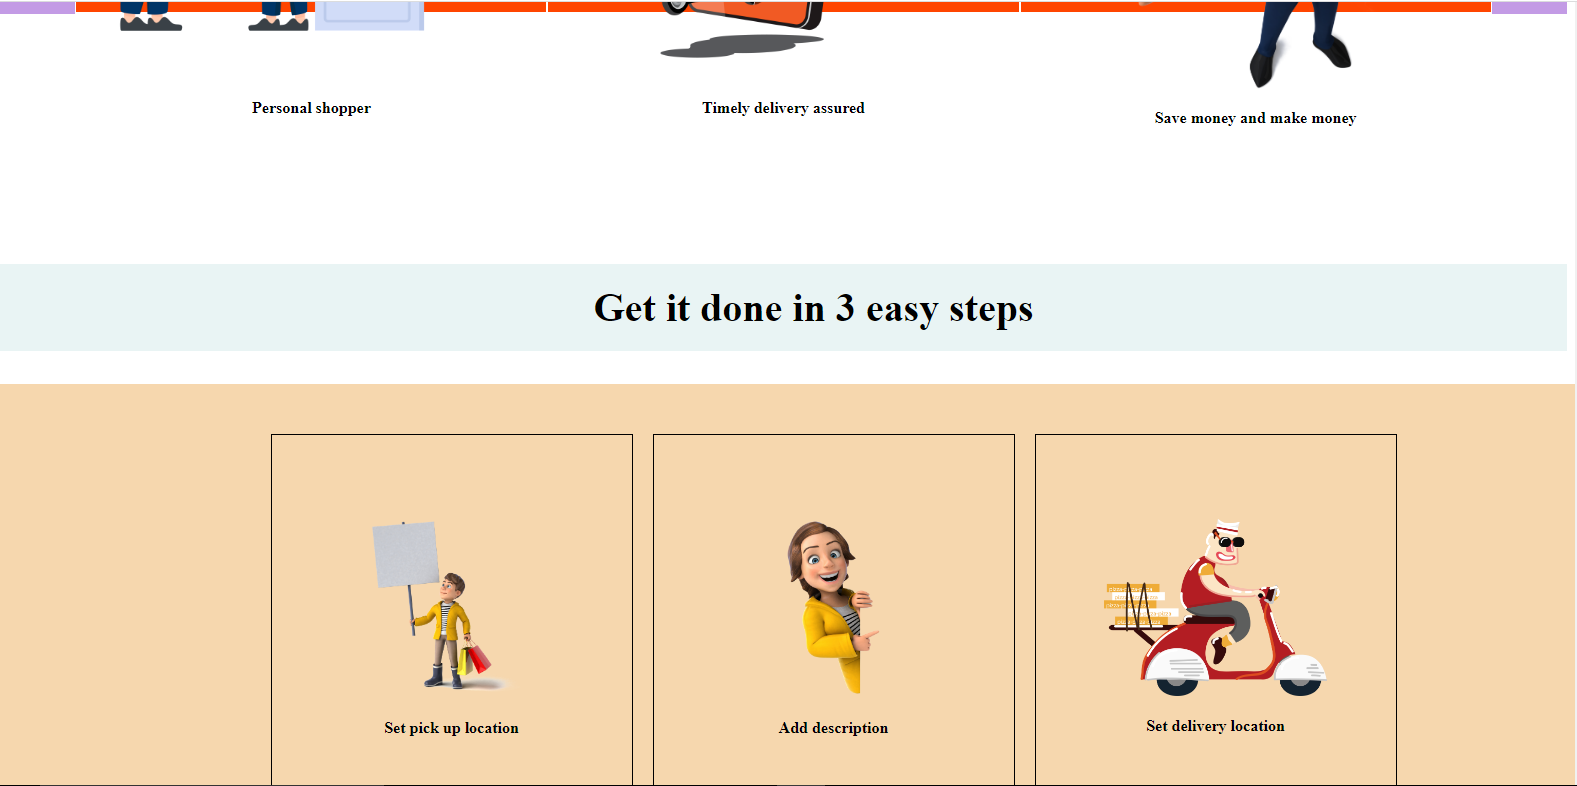 Personal shopper
Timely delivery assured
Save money and make money
Get it done in 3 easy steps
Set pick up location
Add description
Set delivery location